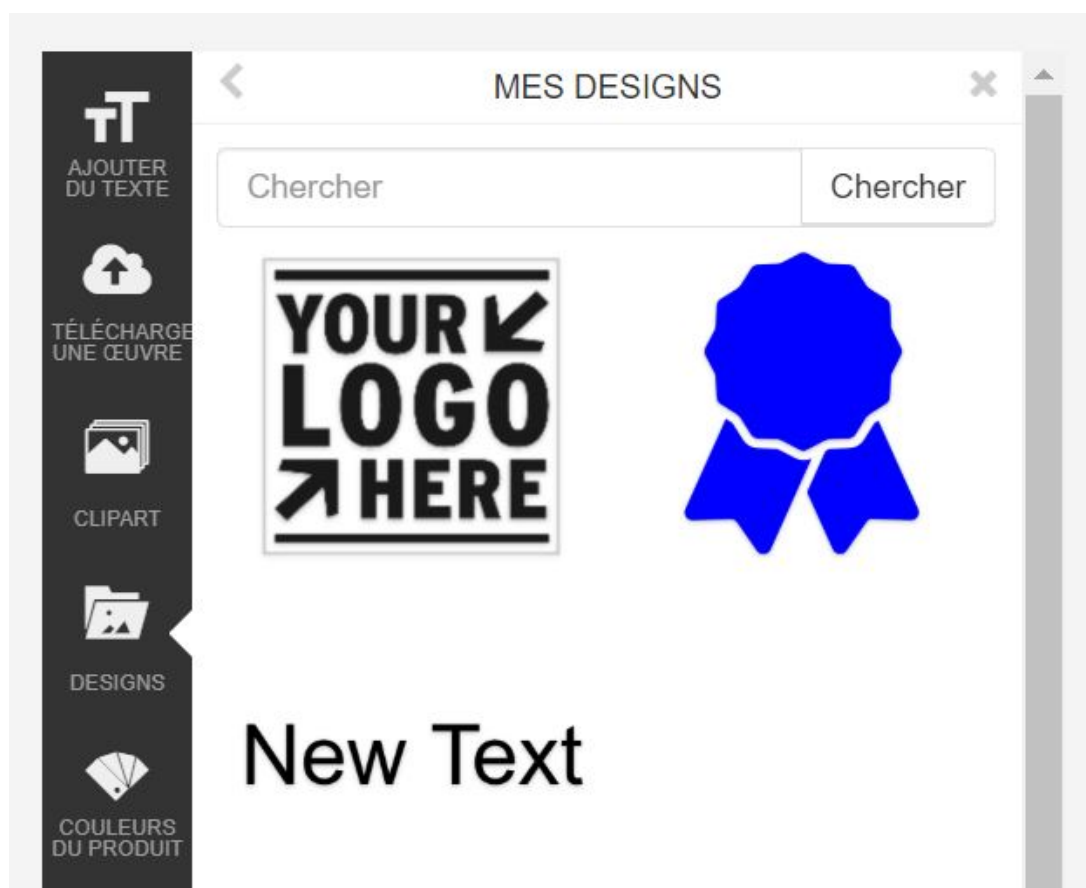 MES DESIGNS
Chercher
Chercher
AJOUTER
DU TEXTE
TÉLÉCHARGE
UNE ŒUVRE
CLIPART
DESIGNS
COULEURS
DU PRODUIT
YOUR
LOGO
HERE
New Text